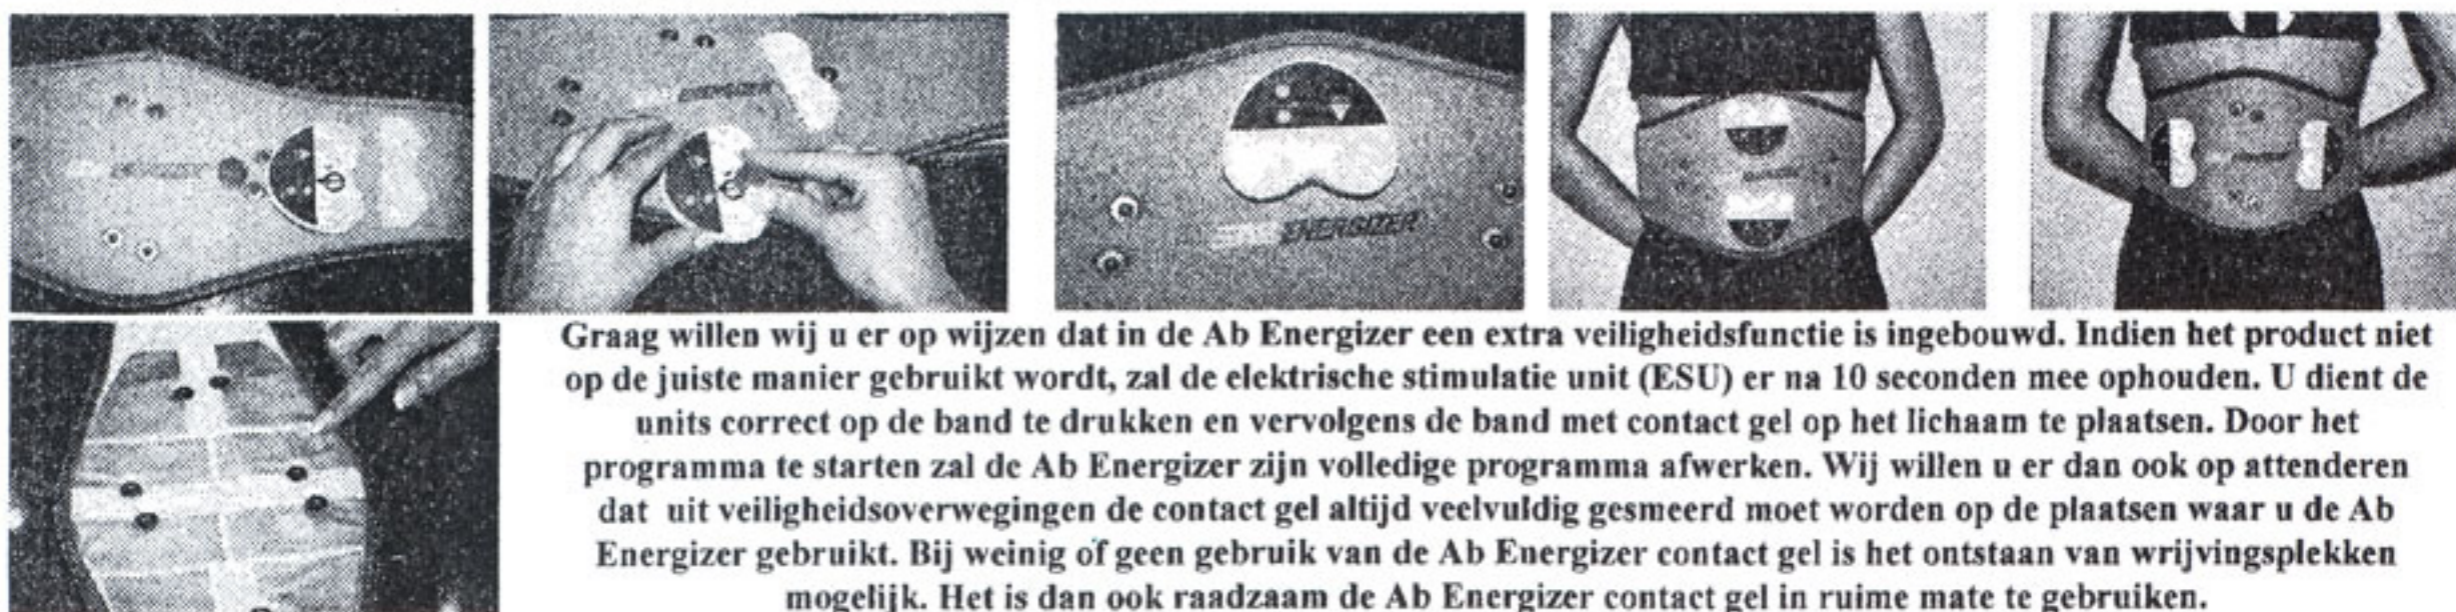 ENERGIZER
ENERGIZER
Graag willen wij u er op wijzen dat in de Ab Energizer een extra veiligheidsfunctie is ingebouwd. Indien het product niet
op de juiste manier gebruikt wordt, zal de elektrische stimulatie unit (ESU) er na 10 seconden mee ophouden. U dient de
units correct op de band te drukken en vervolgens de band met contact gel op het lichaam te plaatsen. Door het
programma te starten zal de Ab Energizer zijn volledige programma afwerken. Wij willen u er dan ook op attenderen
dat uit veiligheidsoverwegingen de contact gel altijd veelvuldig gesmeerd moet worden op de plaatsen waar u de Ab
Energizer gebruikt. Bij weinig of geen gebruik van de Ab Energizer contact gel is het ontstaan van wrijvingsplekken
mogelijk. Het is dan ook raadzaam de Ab Energizer contact gel in ruime mate te gebruiken.